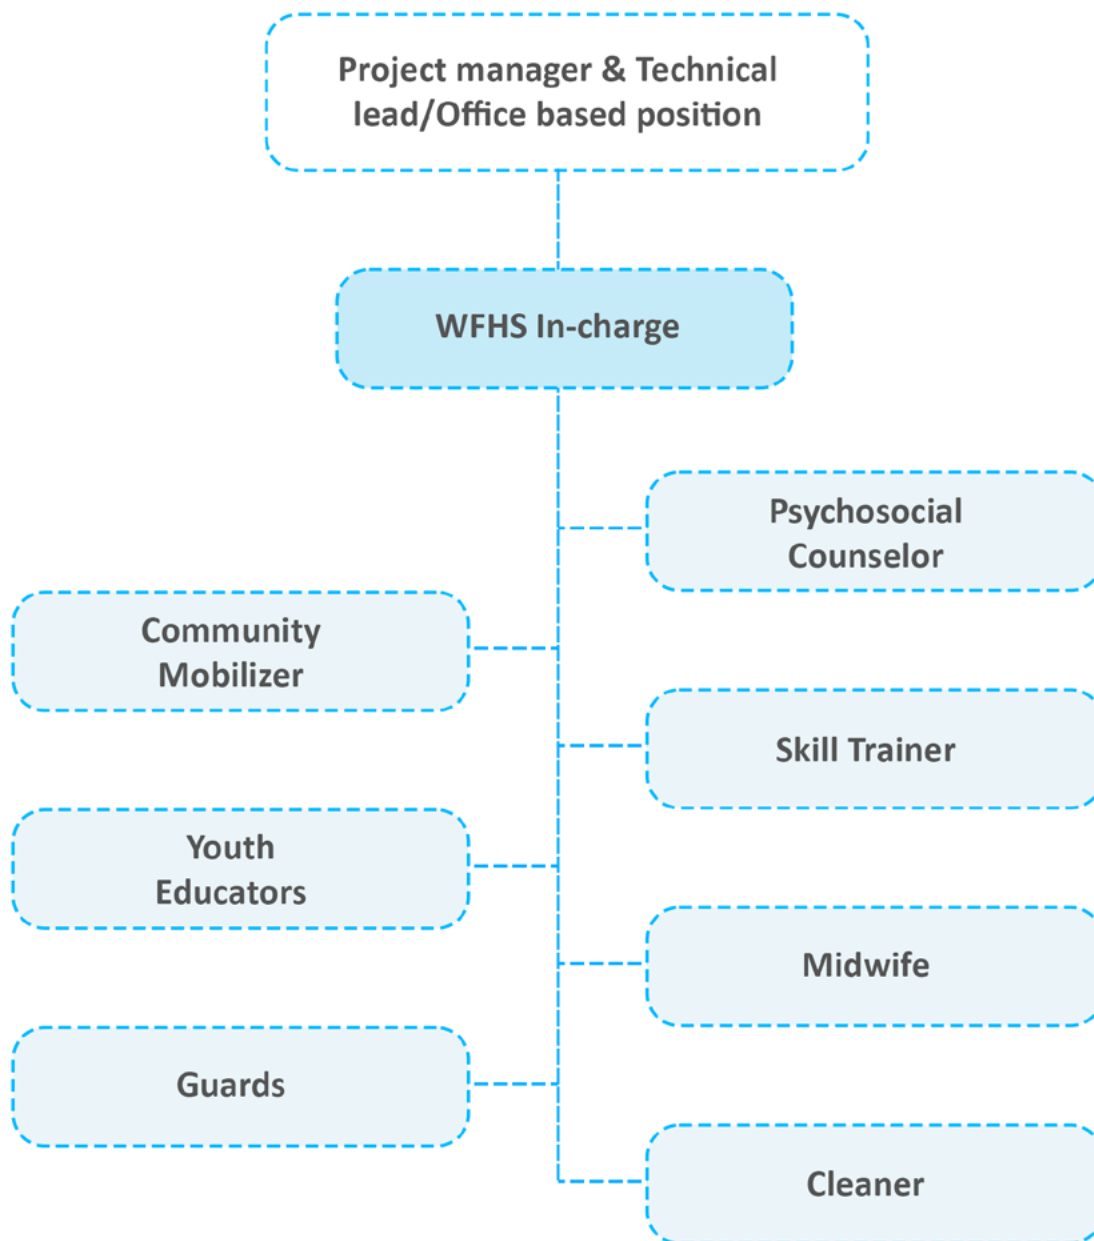 Project manager & Technical
lead/Office based position
WFHS In-charge
Psychosocial
Counselor
Community
Mobilizer
Skill Trainer
Youth
Educators
Midwife
Guards
Cleaner